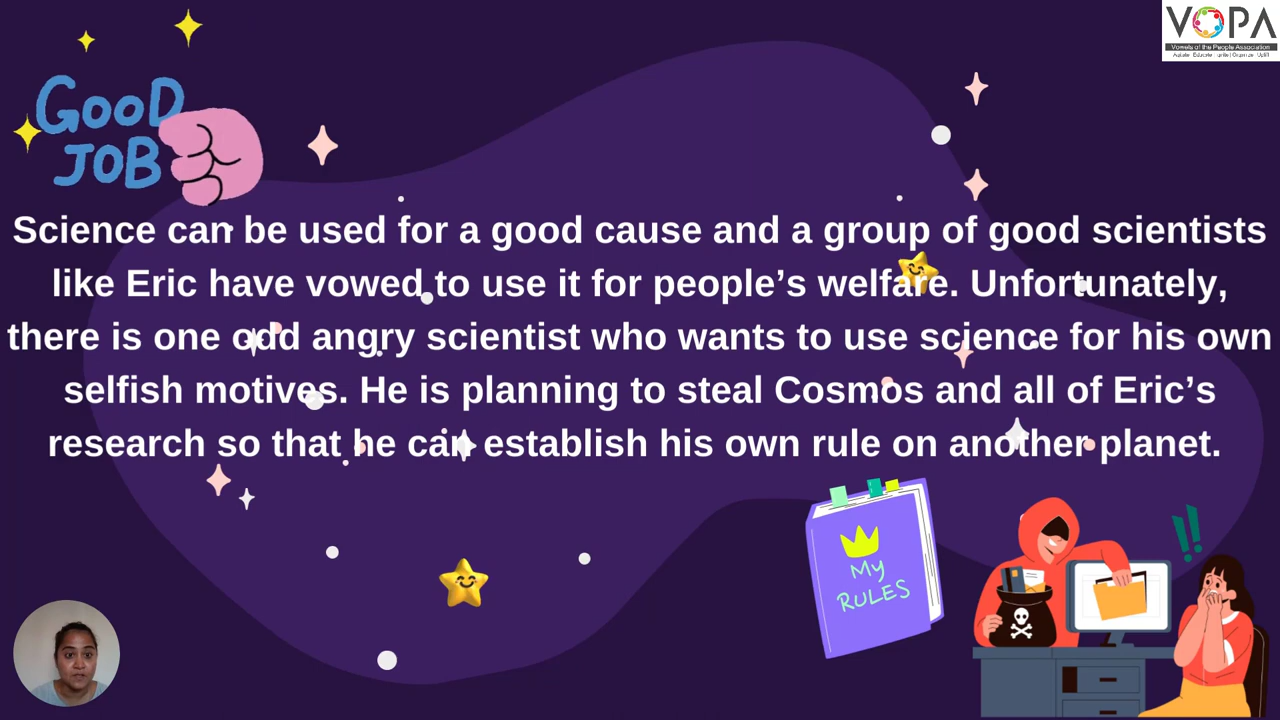 VOPA
Vowels of the People Association
GOOD
JOB
Science can be used for a good cause and a group of good scientists
like Eric have vowed to use it for people’s welfare. Unfortunately,
there is one odd angry scientist who wants to use science for his own
selfish motives. He is planning to steal Cosmos and all of Eric’s
research so that he can establish his own rule on another planet.
My
RULES
!!